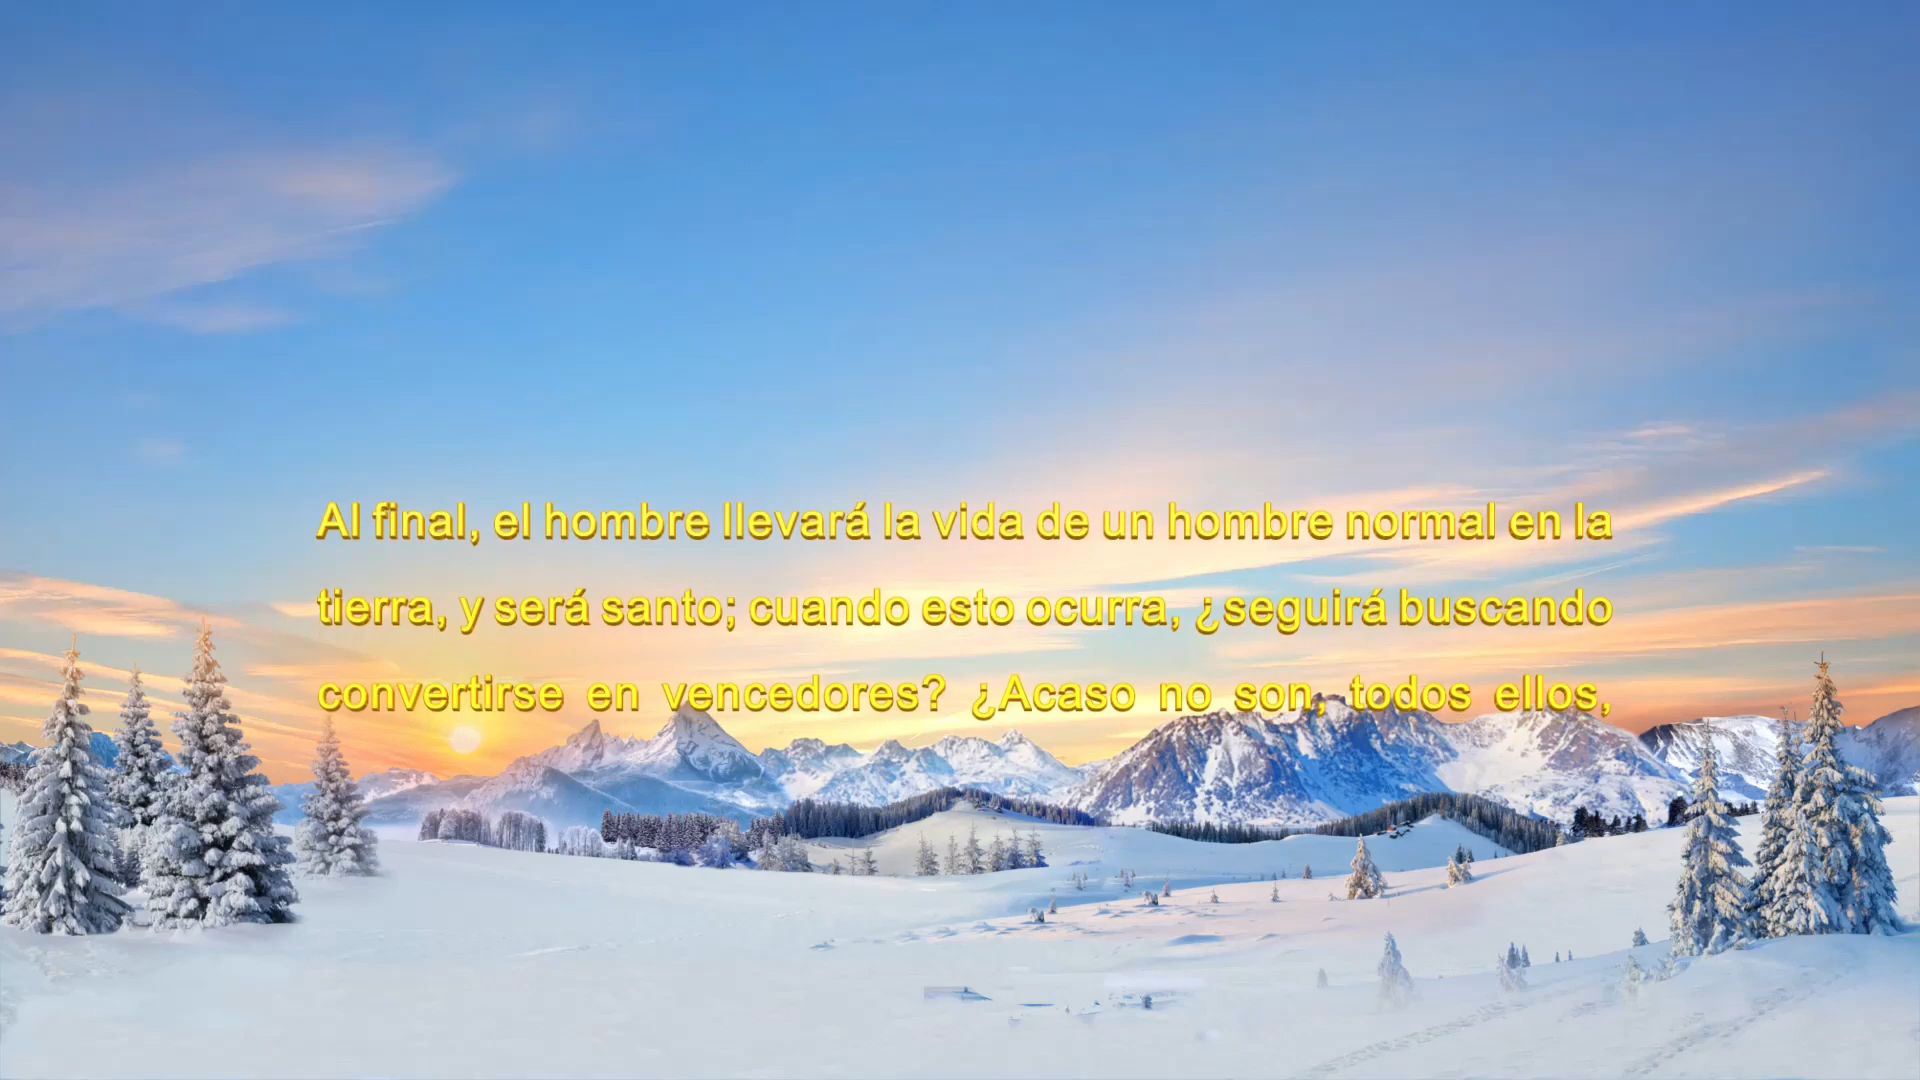 Al final, el hombre llevará la vida de un hombre normal en la
tierra, y será santo; cuando esto ocurra, ¿seguirá buscando
convertirse en vencedores? ¿Acaso no son, todos ellos,